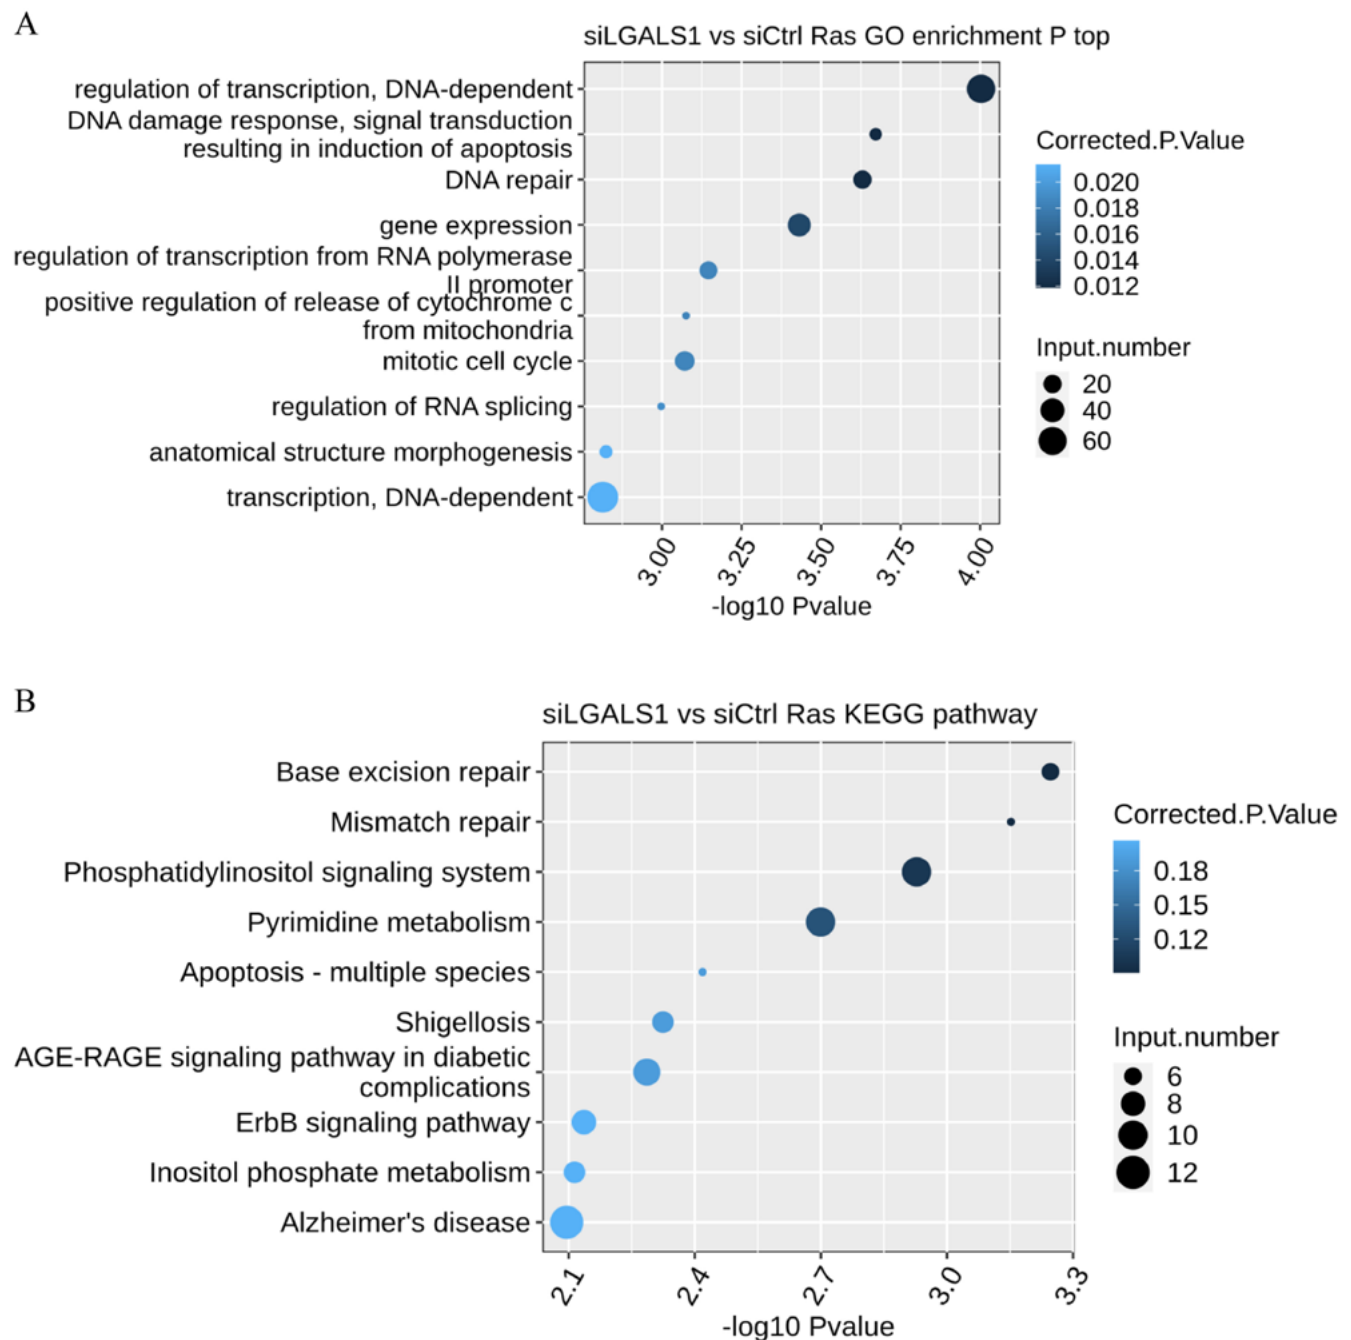 A
siLGALS1 vs siCtrl Ras GO enrichment P top
regulation of transcription, DNA-dependent
DNA damage response, signal transduction
resulting in induction of apoptosis
DNA repair
gene expression
regulation of transcription from RNA polymerase
II promoter
positive regulation of release of cytochrome c
from mitochondria
mitotic cell cycle
regulation of RNA splicing
anatomical structure morphogenesis
transcription, DNA-dependent
3.00
3.25
3.50
3.75
4.00
-log10 Pvalue
Corrected.P.Value
0.020
0.018
0.016
0.014
0.012
Input.number
20
40
60
B
siLGALS1 vs siCtrl Ras KEGG pathway
Base excision repair
Mismatch repair
Phosphatidylinositol signaling system
Pyrimidine metabolism
Apoptosis - multiple species
Shigellosis
AGE-RAGE signaling pathway in diabetic
complications
ErbB signaling pathway
Inositol phosphate metabolism
Alzheimer's disease
2.1
2.4
2.7
3.0
3.3
-log10 Pvalue
Corrected.P.Value
0.18
0.15
0.12
Input.number
6
8
10
12